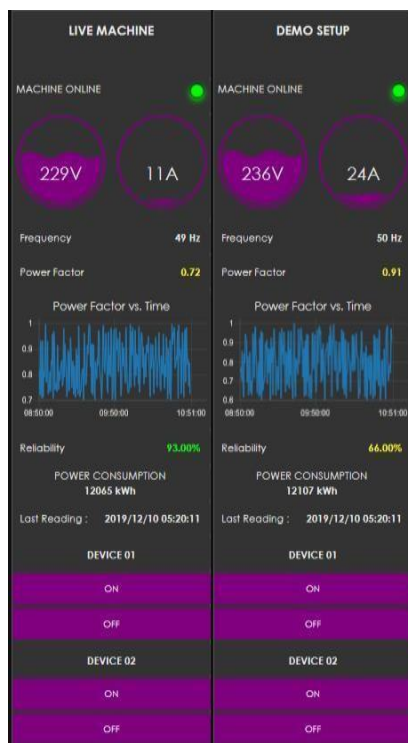 LIVE MACHINE
MACHINE ONLINE
229V
11A
Frequency 49 Hz
Power Factor 0.72
Power Factor vs. Time
1
0.9
0.8
0.7
08:50:00 09:50:00 10:51:00
Reliability 93.00%
POWER CONSUMPTION
12065 kWh
Last Reading : 2019/12/10 05:20:11
DEVICE 01
ON
OFF
DEVICE 02
ON
OFF
DEMO SETUP
MACHINE ONLINE
236V
24A
Frequency 50 Hz
Power Factor 0.91
Power Factor vs. Time
1
0.9
0.8
0.7
0.6
08:50:00 09:50:00 10:51:00
Reliability 66.00%
POWER CONSUMPTION
12107 kWh
Last Reading : 2019/12/10 05:20:11
DEVICE 01
ON
OFF
DEVICE 02
ON
OFF